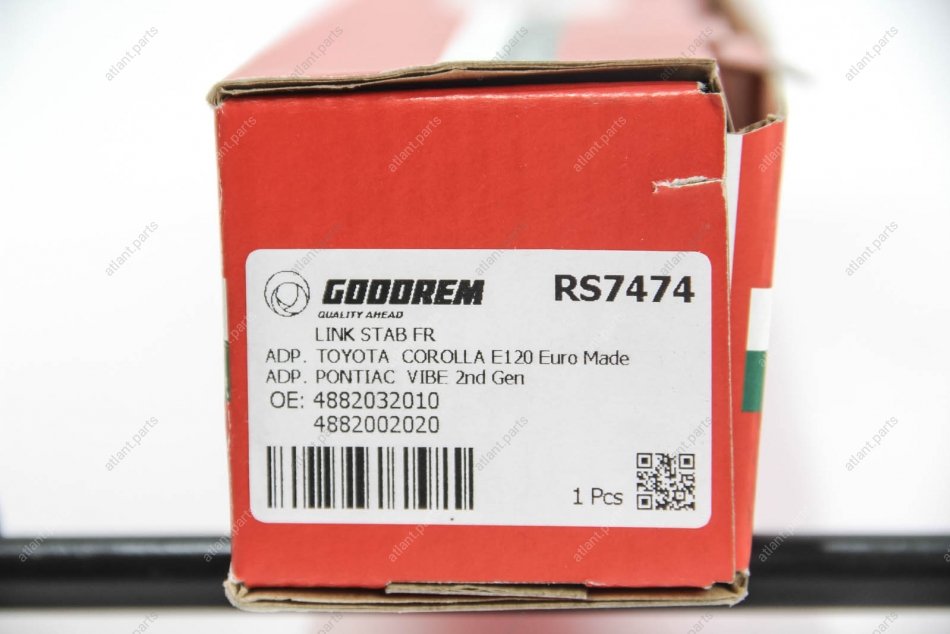 GOODREM
RS7474
QUALITY AHEAD
LINK STAB FR
ADP. TOYOTA COROLLA E120 Euro Made
ADP. PONTIAC VIBE 2nd Gen
OE: 4882032010
4882002020
1 Pcs
atlant.parts